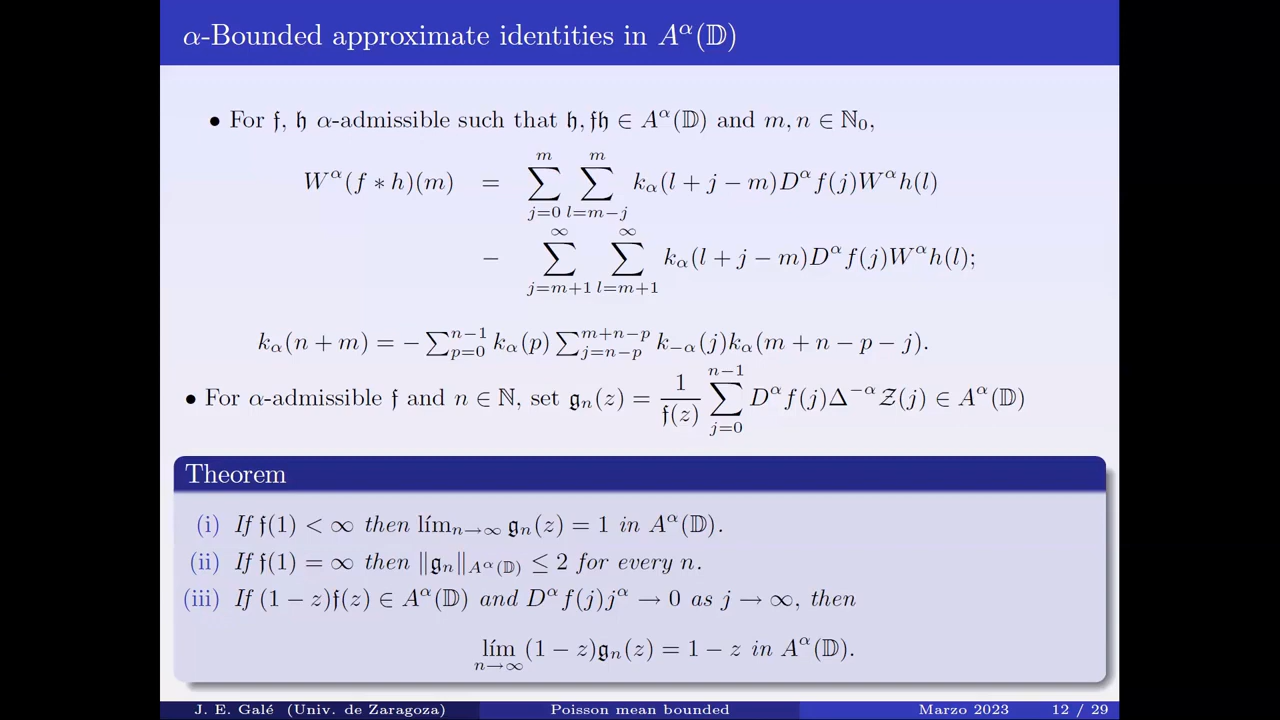 α-Bounded approximate identities in A^α(𝔻)
• For 𝔣, 𝔥 α-admissible such that 𝔥, 𝔣𝔥 ∈ A^α(𝔻) and m, n ∈ ℕ₀,
W^α(f ∗ h)(m) = ∑_{j=0}^{m} ∑_{l=m−j}^{m} k_α(l + j − m)D^α f(j)W^α h(l)
− ∑_{j=m+1}^{∞} ∑_{l=m+1}^{∞} k_α(l + j − m)D^α f(j)W^α h(l);
k_α(n + m) = − ∑_{p=0}^{n−1} k_α(p) ∑_{j=n−p}^{m+n−p} k_{−α}(j)k_α(m + n − p − j).
• For α-admissible 𝔣 and n ∈ ℕ, set 𝔤_n(z) = \frac{1}{𝔣(z)} ∑_{j=0}^{n−1} D^α f(j)Δ^{−α} 𝒵(j) ∈ A^α(𝔻)
Theorem
(i) If 𝔣(1) < ∞ then lím_{n→∞} 𝔤_n(z) = 1 in A^α(𝔻).
(ii) If 𝔣(1) = ∞ then ‖𝔤_n‖_{A^α(𝔻)} ≤ 2 for every n.
(iii) If (1 − z)𝔣(z) ∈ A^α(𝔻) and D^α f(j)j^α → 0 as j → ∞, then
lím_{n→∞} (1 − z)𝔤_n(z) = 1 − z in A^α(𝔻).
J. E. Galé (Univ. de Zaragoza) Poisson mean bounded Marzo 2023 12 / 29